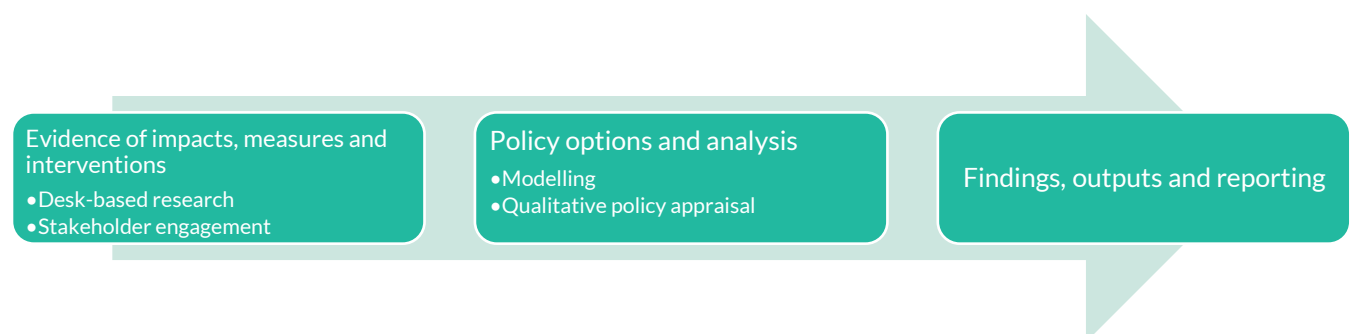 Evidence of impacts, measures and
interventions
•Desk-based research
•Stakeholder engagement
Policy options and analysis
•Modelling
•Qualitative policy appraisal
Findings, outputs and reporting